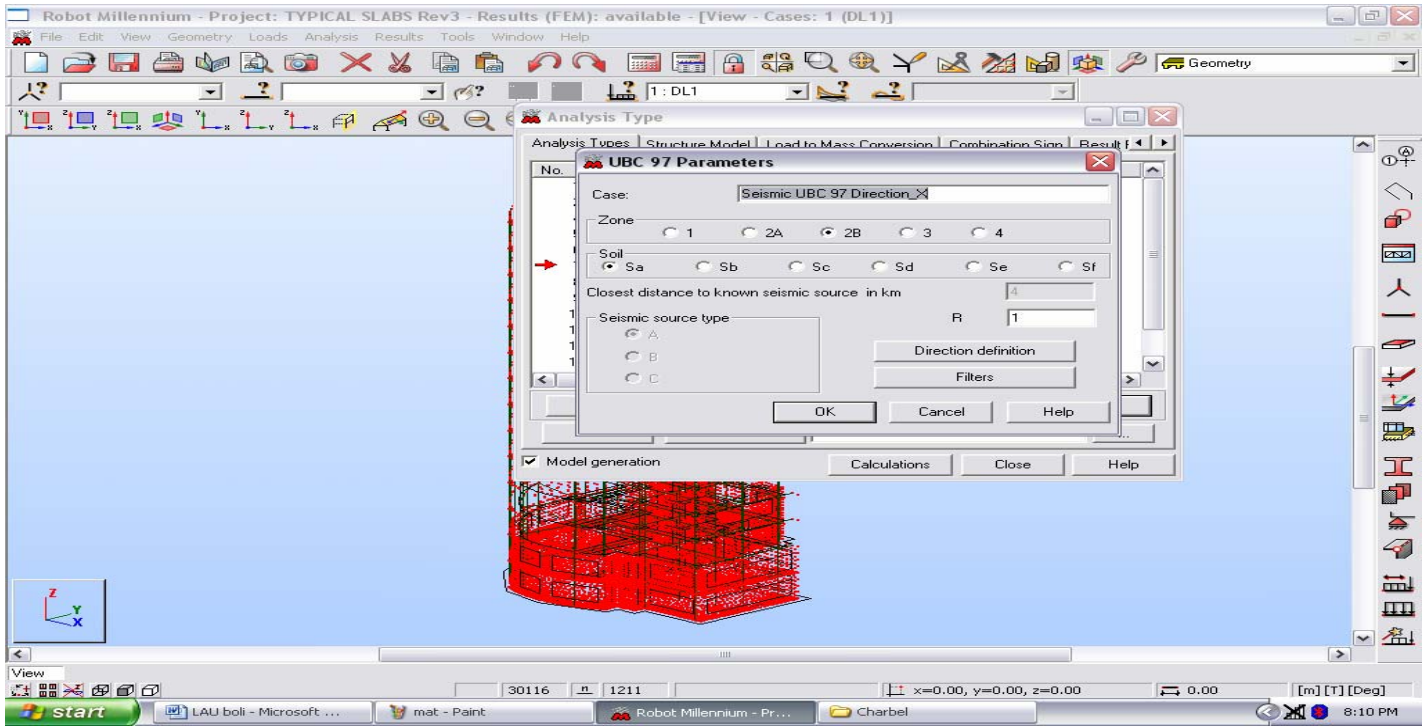 Robot Millennium - Project: TYPICAL SLABS Rev3 - Results (FEM): available - [View - Cases: 1 (DL1)]
File Edit View Geometry Loads Analysis Results Tools Window Help
Geometry
1 : DL1
Analysis Type
Analysis Types Structure Model Load to Mass Conversion Combination Sign
No.
UBC 97 Parameters
Case: Seismic UBC 97 Direction_X
Zone
1 2A 2B 3 4
Soil
Sa Sb Sc Sd Se Sf
Closest distance to known seismic source in km 4
Seismic source type
A
B
C
R 1
Direction definition
Filters
OK Cancel Help
...
Model generation Calculations Close Help
Z
Y
X
View
30116 1211 x=0.00, y=0.00, z=0.00 0.00 [m] [T] [Deg]
start LAU boli - Microsoft ... mat - Paint Robot Millennium - Pr... Charbel 8:10 PM